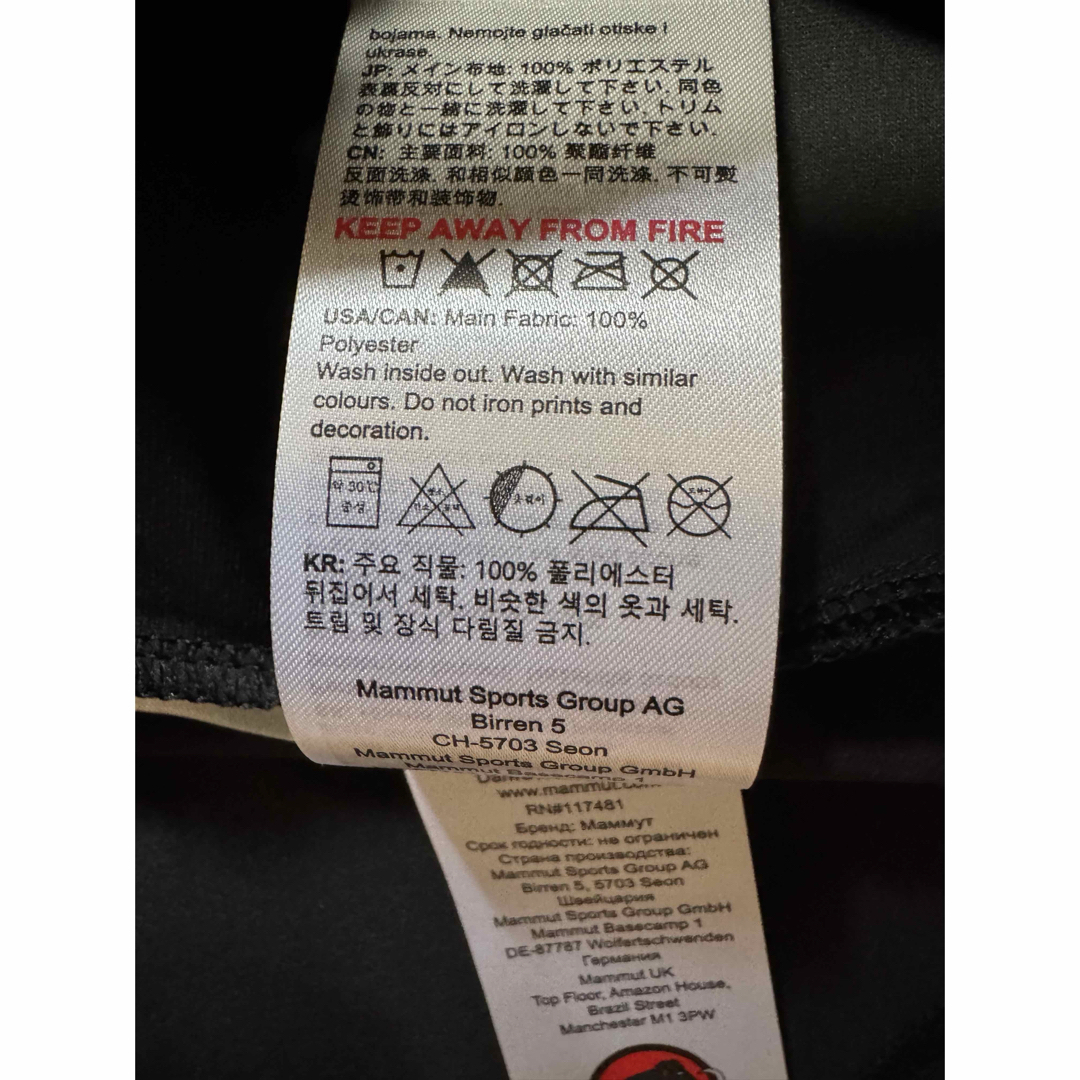 bojama. Nemojte glačati otiske i
ukrase.
JP: メイン布地: 100% ポリエステル
表裏反対にして洗濯して下さい. 同色
の物と一緒に洗濯して下さい. トリム
と飾りにはアイロンしないで下さい.
CN: 主要面料: 100% 聚酯纤维
反面洗涤. 和相似颜色一同洗涤. 不可熨
烫饰带和装饰物.
KEEP AWAY FROM FIRE
USA/CAN: Main Fabric: 100%
Polyester
Wash inside out. Wash with similar
colours. Do not iron prints and
decoration.
약 30℃
중성
KR: 주요 직물: 100% 폴리에스터
뒤집어서 세탁. 비슷한 색의 옷과 세탁.
트림 및 장식 다림질 금지.
Mammut Sports Group AG
Birren 5
CH-5703 Seon
Mammut Sports Group GmbH
Mammut Basecamp 1
www.mammut.com
RN#117481
Бренд: Маммут
Срок годности: не ограничен
Страна производства:
Mammut Sports Group AG
Birren 5, 5703 Seon
Швейцария
Mammut Sports Group GmbH
Mammut Basecamp 1
DE-87787 Wolfertschwenden
Германия
Mammut UK
Top Floor, Amazon House,
Brazil Street
Manchester M1 3PW